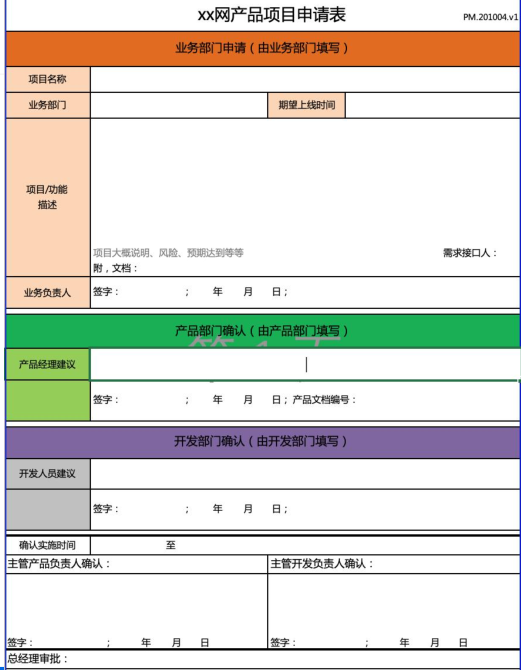 xx网产品项目申请表
PM.201004.v1
业务部门申请（由业务部门填写）
项目名称
业务部门 期望上线时间
项目/功能
描述
项目大概说明、风险、预期达到等等 需求接口人：
附，文档：
业务负责人 签字： ； 年 月 日；
产品部门确认（由产品部门填写）
产品经理建议
签字： ； 年 月 日；产品文档编号：
开发部门确认（由开发部门填写）
开发人员建议
签字： ； 年 月 日；
确认实施时间 至
主管产品负责人确认： 主管开发负责人确认：
签字： ； 年 月 日 签字： ； 年 月 日
总经理审批：